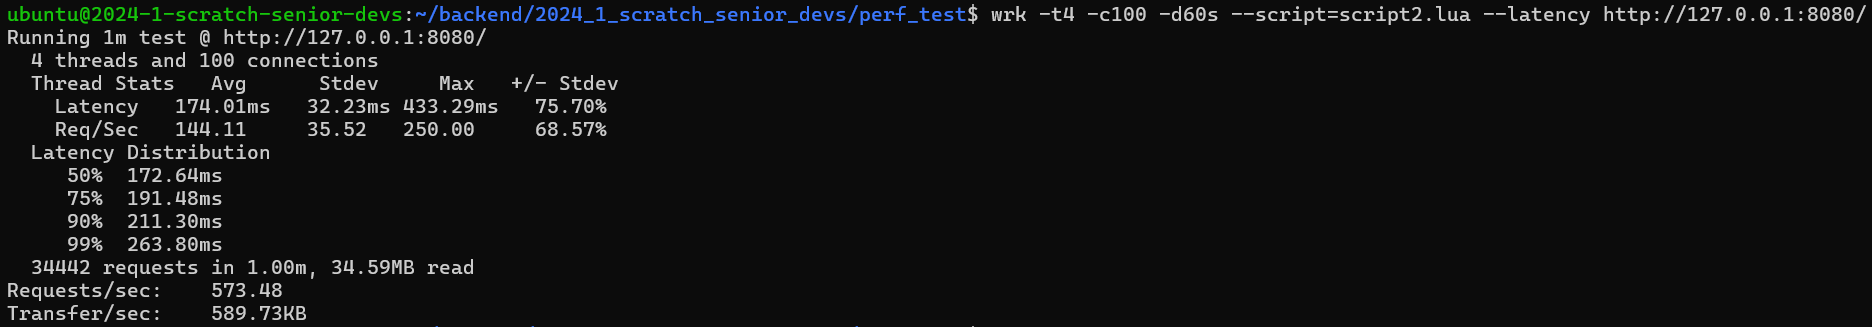 ubuntu@2024-1-scratch-senior-devs:~/backend/2024_1_scratch_senior_devs/perf_test$ wrk -t4 -c100 -d60s --script=script2.lua --latency http://127.0.0.1:8080/
Running 1m test @ http://127.0.0.1:8080/
  4 threads and 100 connections
  Thread Stats   Avg      Stdev     Max   +/- Stdev
    Latency   174.01ms   32.23ms 433.29ms   75.70%
    Req/Sec   144.11     35.52   250.00     68.57%
  Latency Distribution
     50%  172.64ms
     75%  191.48ms
     90%  211.30ms
     99%  263.80ms
  34442 requests in 1.00m, 34.59MB read
Requests/sec:    573.48
Transfer/sec:    589.73KB